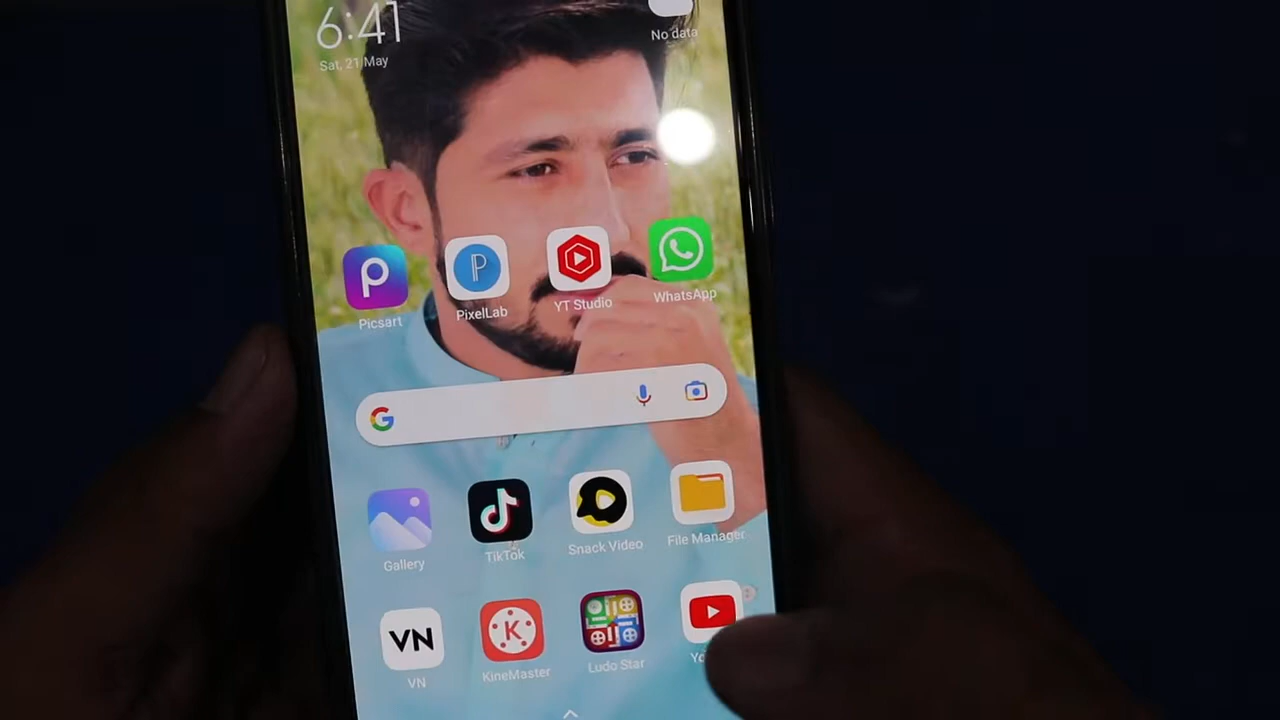 6:41
Sat, 21 May
No data
Picsart
PixelLab
YT Studio
WhatsApp
Gallery
TikTok
Snack Video
File Manager
VN
VN
K
KineMaster
Ludo Star